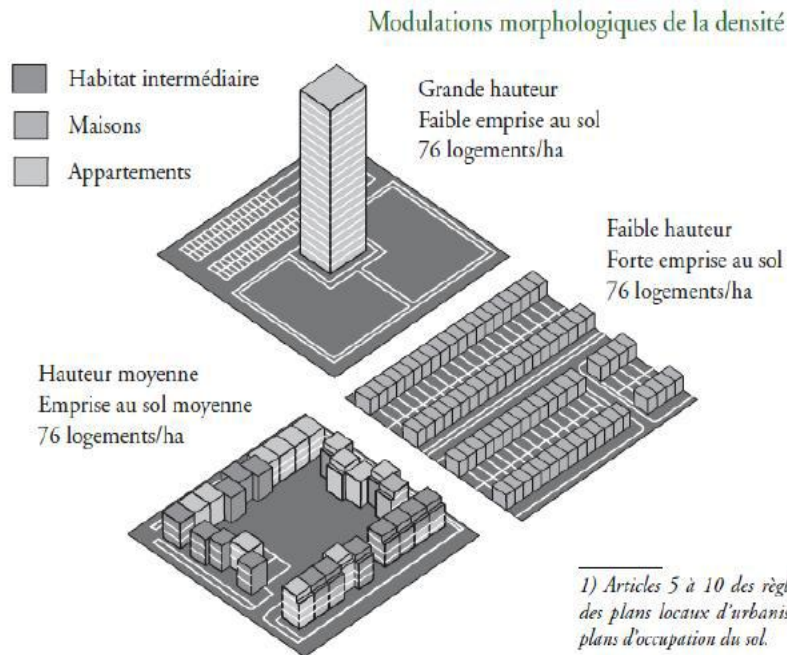 Modulations morphologiques de la densité
Habitat intermédiaire
Maisons
Appartements
Grande hauteur
Faible emprise au sol
76 logements/ha
Faible hauteur
Forte emprise au sol
76 logements/ha
Hauteur moyenne
Emprise au sol moyenne
76 logements/ha
1) Articles 5 à 10 des règl
des plans locaux d'urbanis
plans d'occupation du sol.